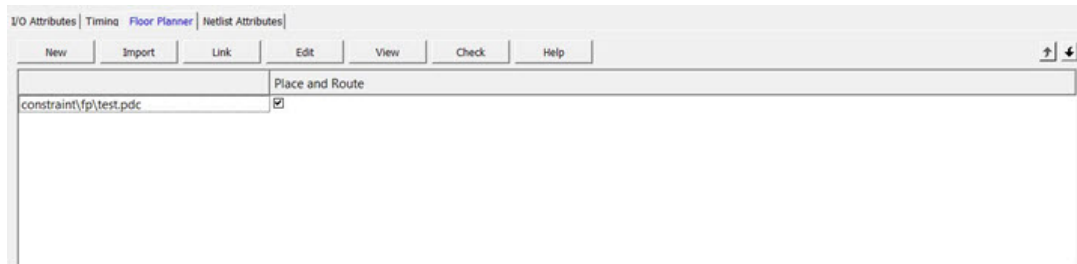 I/O Attributes Timing Floor Planner Netlist Attributes
New Import Link Edit View Check Help
Place and Route
constraint\fp\test.pdc